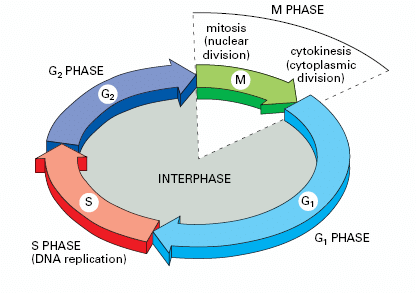 M PHASE
mitosis
(nuclear
division)
cytokinesis
(cytoplasmic
division)
G₂ PHASE
M
G₂
INTERPHASE
S
G₁
G₁ PHASE
S PHASE
(DNA replication)